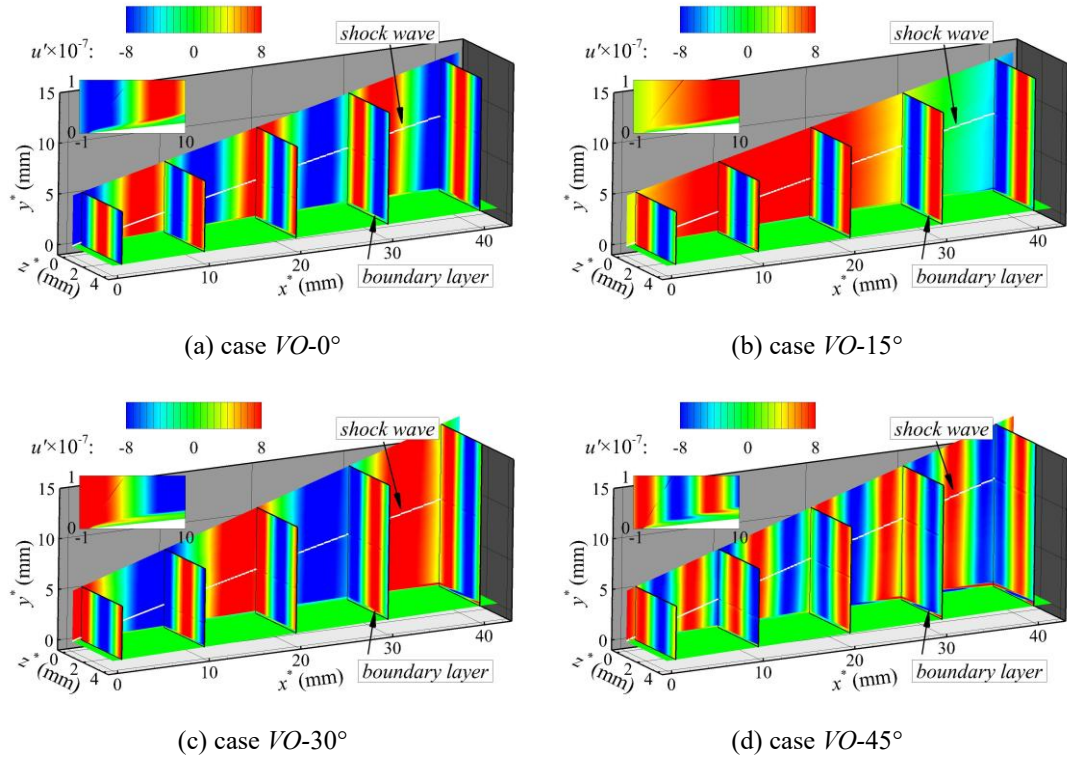 u'×10⁻⁷: -8 0 8
shock wave
1
0
-1 10
15
10
5
0
y* (mm)
0 2 4
z* (mm)
0 10 20 30 40
x* (mm)
boundary layer
(a) case VO-0°
u'×10⁻⁷: -8 0 8
shock wave
1
0
-1 10
15
10
5
0
y* (mm)
0 2 4
z* (mm)
0 10 20 30 40
x* (mm)
boundary layer
(b) case VO-15°
u'×10⁻⁷: -8 0 8
shock wave
1
0
-1 10
15
10
5
0
y* (mm)
0 2 4
z* (mm)
0 10 20 30 40
x* (mm)
boundary layer
(c) case VO-30°
u'×10⁻⁷: -8 0 8
shock wave
1
0
-1 10
15
10
5
0
y* (mm)
0 2 4
z* (mm)
0 10 20 30 40
x* (mm)
boundary layer
(d) case VO-45°